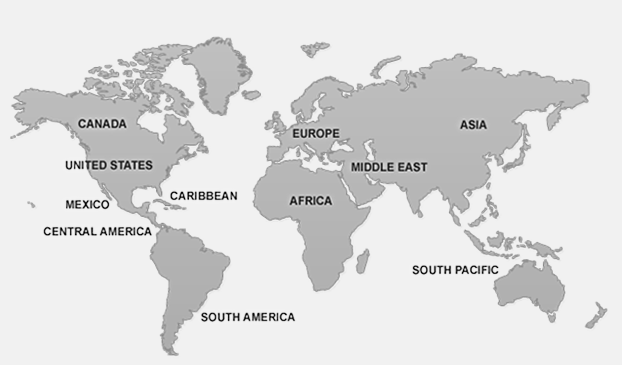 CANADA
EUROPE
ASIA
UNITED STATES
MIDDLE EAST
CARIBBEAN
MEXICO
AFRICA
CENTRAL AMERICA
SOUTH PACIFIC
SOUTH AMERICA